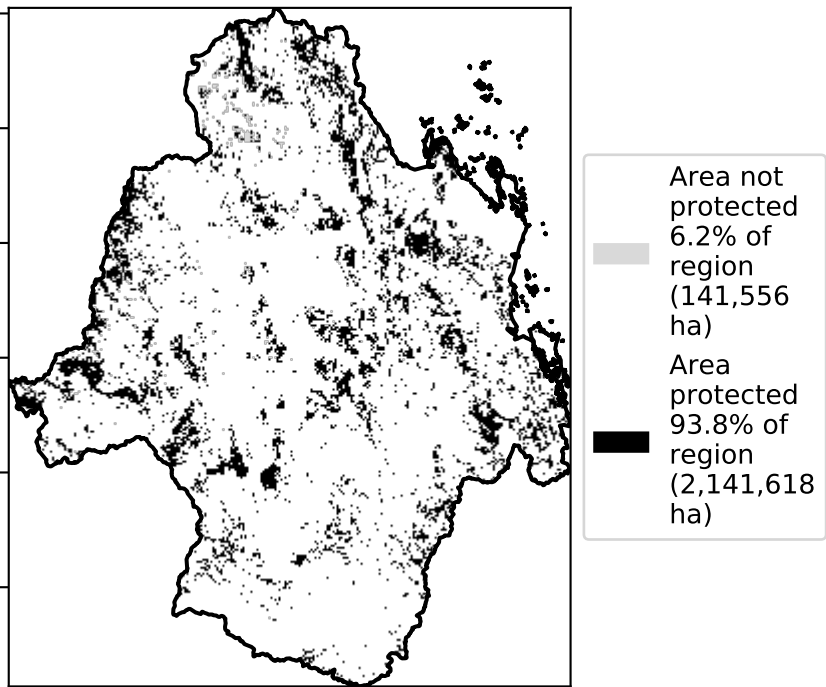 Area not
protected
6.2% of
region
(141,556
ha)
Area
protected
93.8% of
region
(2,141,618
ha)